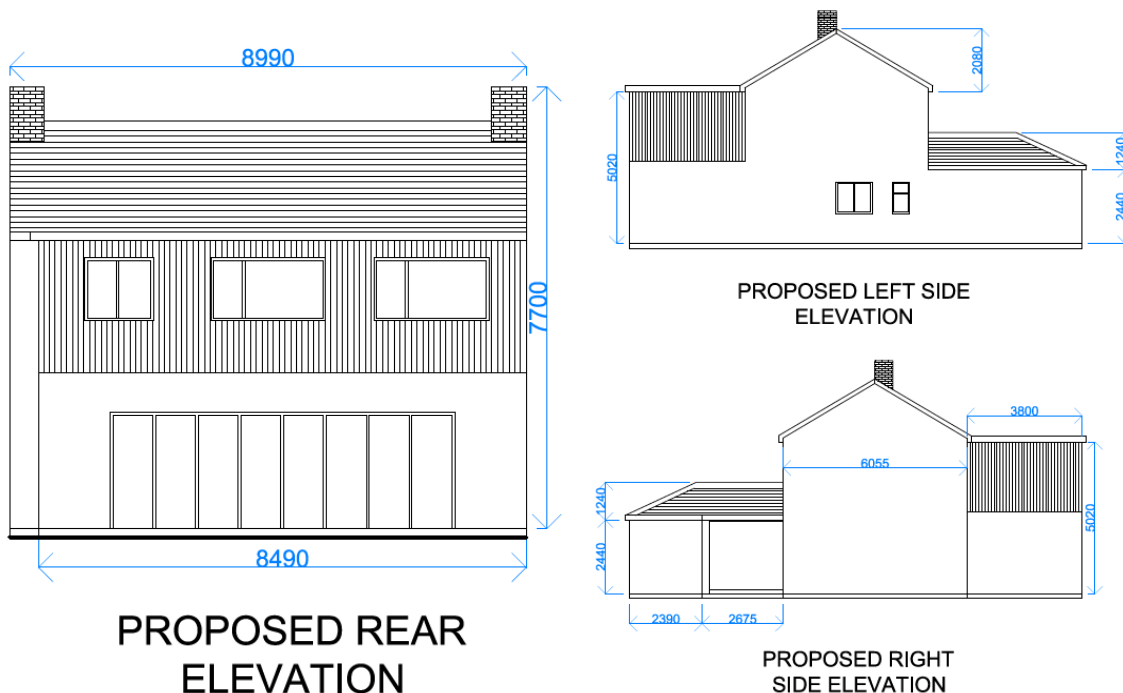 8990
7700
8490
PROPOSED REAR
ELEVATION
2080
5020
1240
2440
PROPOSED LEFT SIDE
ELEVATION
3800
6055
1240
2440
5020
2390
2675
PROPOSED RIGHT
SIDE ELEVATION